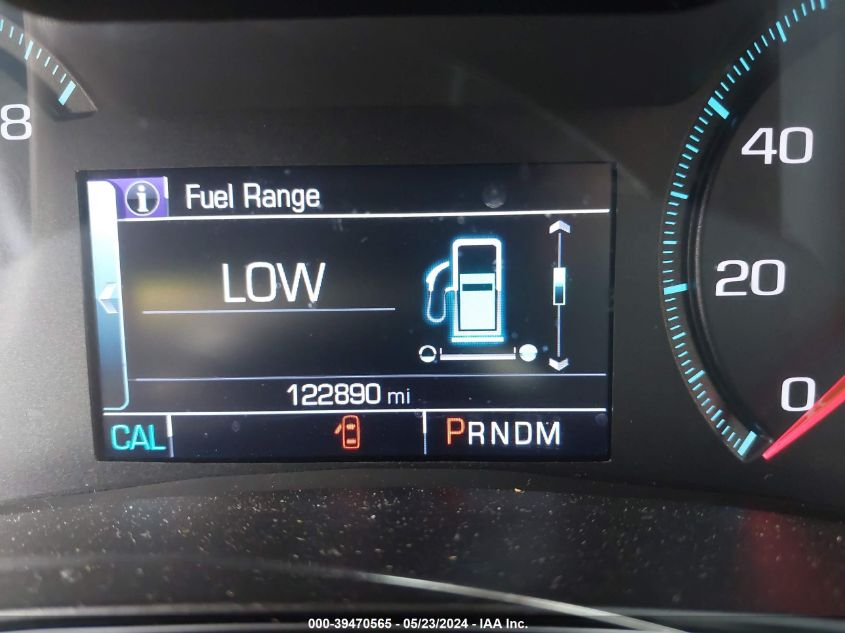 8
Fuel Range
LOW
122890 mi
CAL
PRNDM
40
20
0
000-39470565 - 05/23/2024 - IAA Inc.